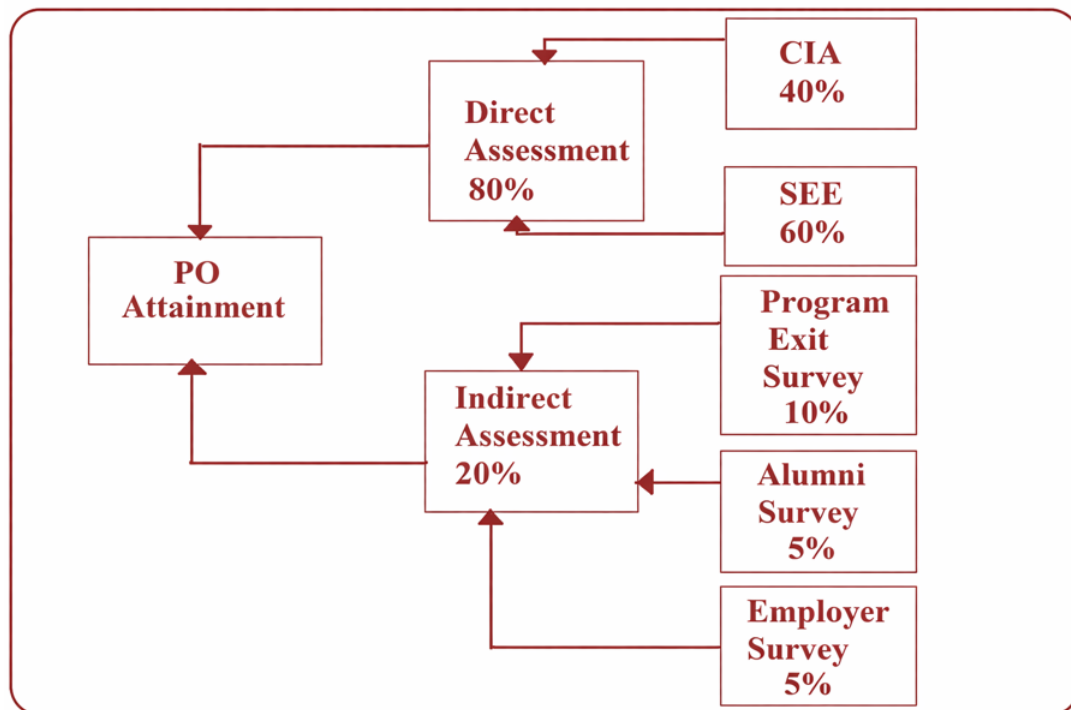 CIA
40%
Direct
Assessment
80%
SEE
60%
PO
Attainment
Program
Exit
Survey
10%
Indirect
Assessment
20%
Alumni
Survey
5%
Employer
Survey
5%